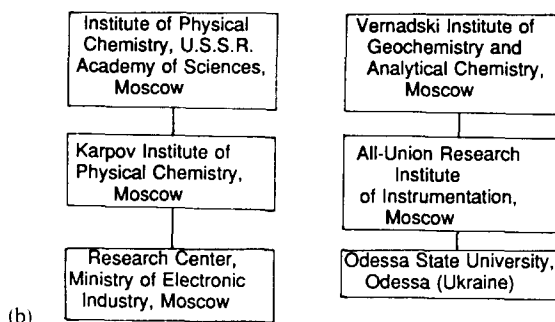 Institute of Physical
Chemistry, U.S.S.R.
Academy of Sciences,
Moscow
Karpov Institute of
Physical Chemistry,
Moscow
Research Center,
Ministry of Electronic
Industry, Moscow
Vernadski Institute of
Geochemistry and
Analytical Chemistry,
Moscow
All-Union Research
Institute
of Instrumentation,
Moscow
Odessa State University,
Odessa (Ukraine)
(b)